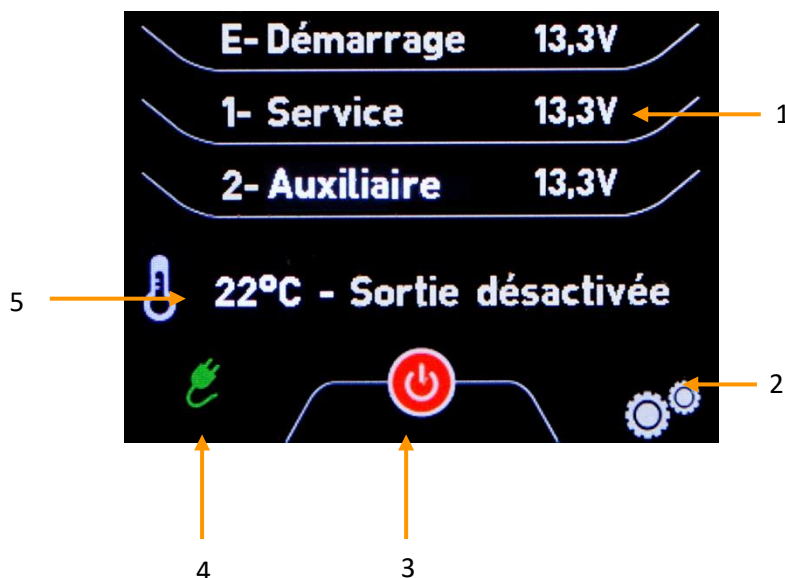 E- Démarrage 13,3V
1- Service 13,3V
1
2- Auxiliaire 13,3V
5
22°C - Sortie désactivée
2
4
3